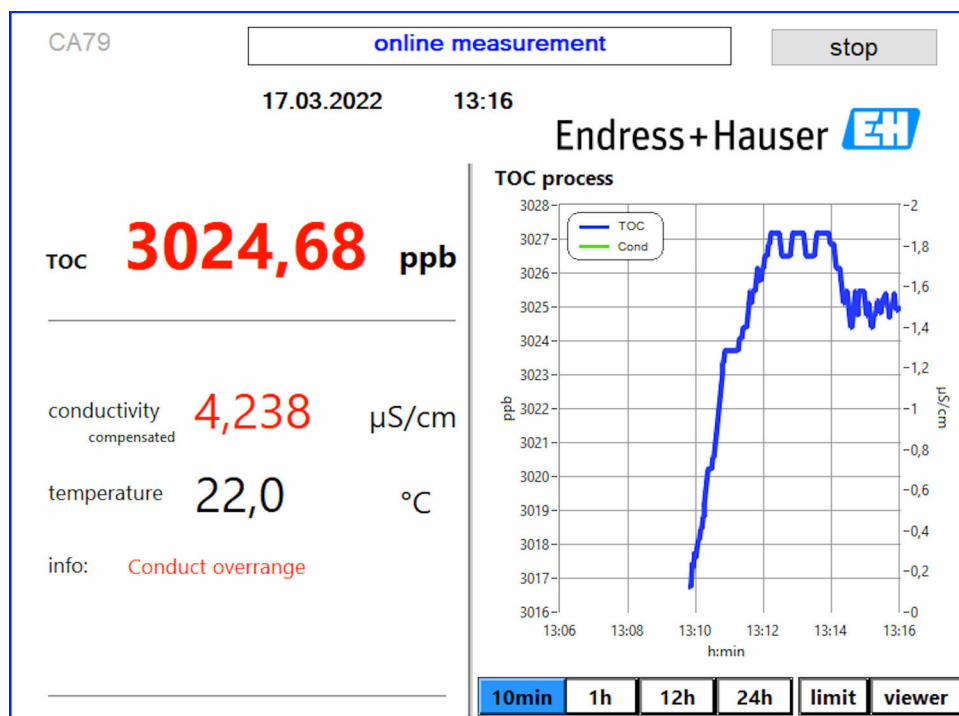 CA79
online measurement
stop
17.03.2022 13:16
Endress+Hauser EH
TOC process
TOC 3024,68 ppb
conductivity 4,238 µS/cm
compensated
temperature 22,0 °C
info: Conduct overrange
TOC
Cond
3028
3027
3026
3025
3024
3023
3022
3021
3020
3019
3018
3017
3016
ppb
2
1,8
1,6
1,4
1,2
1
0,8
0,6
0,4
0,2
0
µS/cm
13:06 13:08 13:10 13:12 13:14 13:16
h:min
10min 1h 12h 24h limit viewer